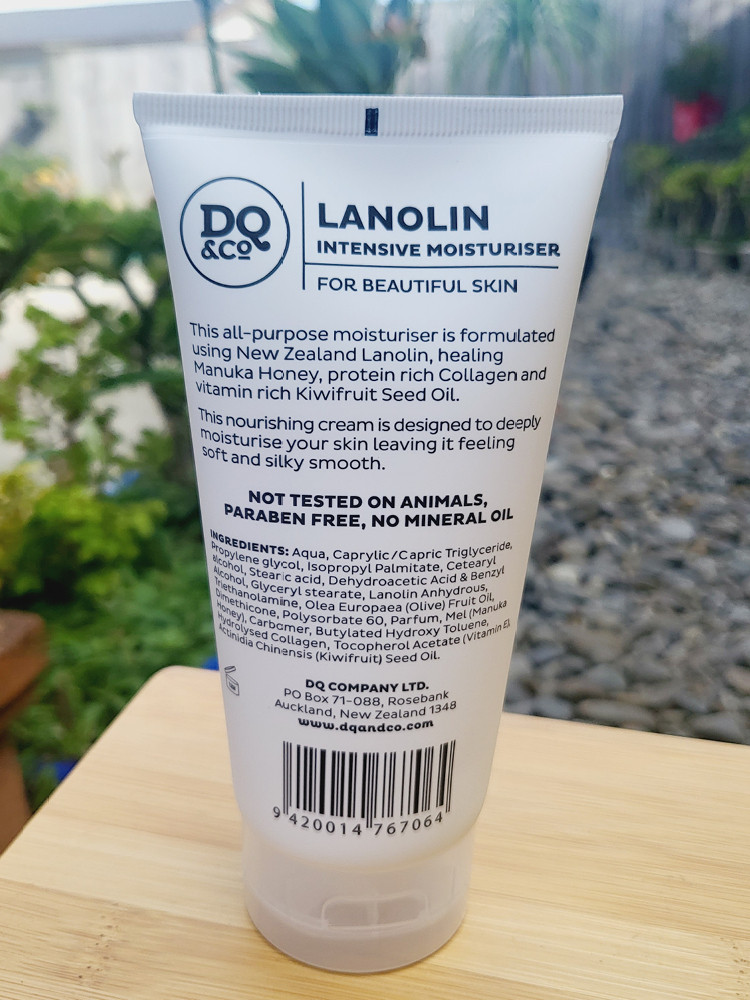 DQ
&CO
LANOLIN
INTENSIVE MOISTURISER
FOR BEAUTIFUL SKIN
This all-purpose moisturiser is formulated
using New Zealand Lanolin, healing
Manuka Honey, protein rich Collagen and
vitamin rich Kiwifruit Seed Oil.
This nourishing cream is designed to deeply
moisturise your skin leaving it feeling
soft and silky smooth.
NOT TESTED ON ANIMALS,
PARABEN FREE, NO MINERAL OIL
INGREDIENTS: Aqua, Caprylic/Capric Triglyceride,
Propylene glycol, Isopropyl Palmitate, Cetearyl
alcohol, Stearic acid, Dehydroacetic Acid & Benzyl
Alcohol, Glyceryl stearate, Lanolin Anhydrous,
Triethanolamine, Olea Europaea (Olive) Fruit Oil,
Dimethicone, Polysorbate 60, Parfum, Mel (Manuka
Honey), Carbomer, Butylated Hydroxy Toluene,
Hydrolysed Collagen, Tocopherol Acetate (Vitamin E),
Actinidia Chinensis (Kiwifruit) Seed Oil.
DQ COMPANY LTD.
PO Box 71-088, Rosebank
Auckland, New Zealand 1348
www.dqandco.com
9 420014 767064